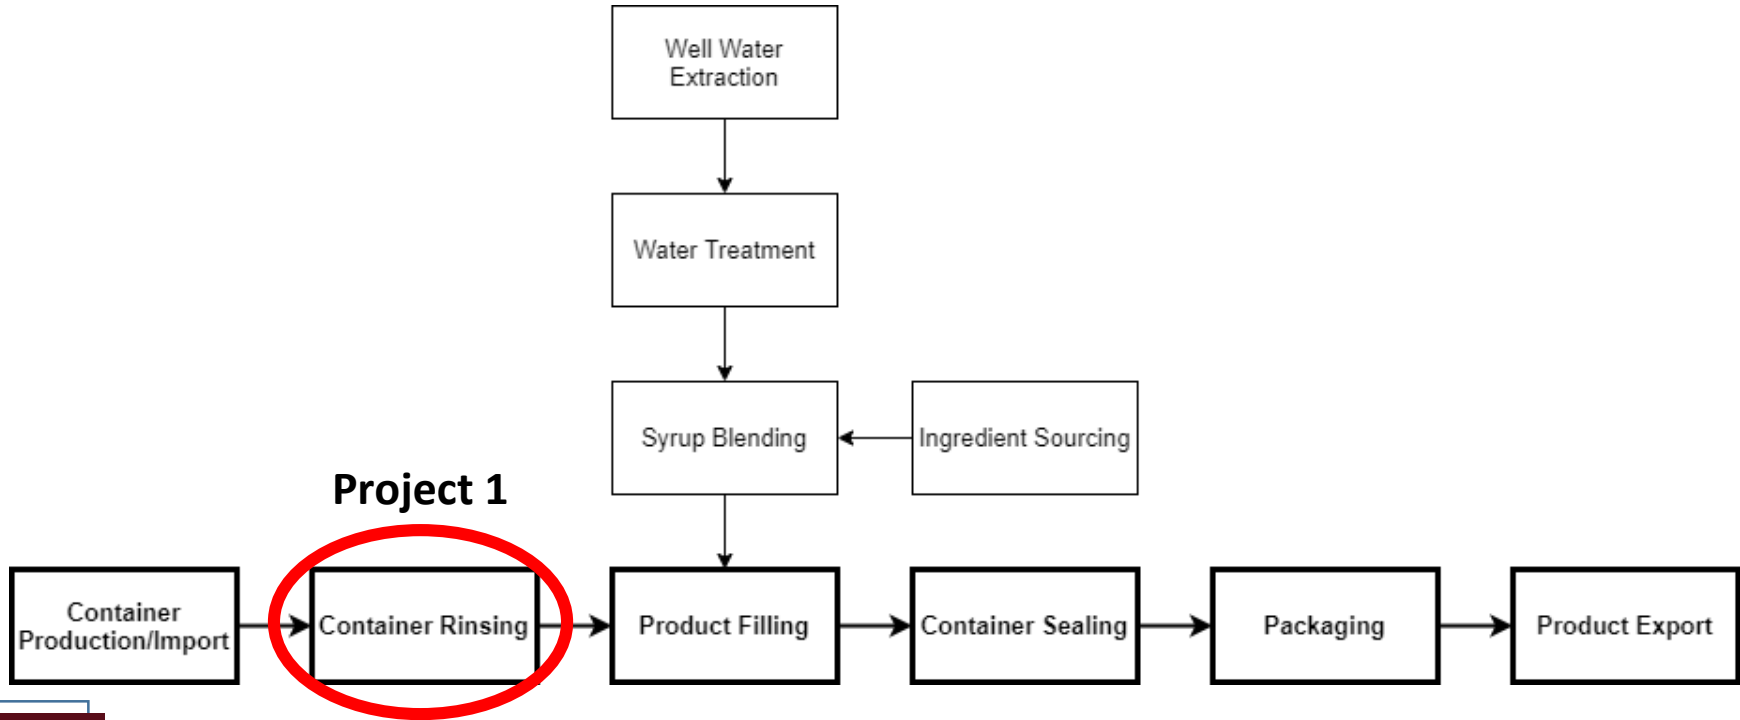 Well Water
Extraction
Water Treatment
Syrup Blending
Ingredient Sourcing
Project 1
Container
Production/Import
Container Rinsing
Product Filling
Container Sealing
Packaging
Product Export